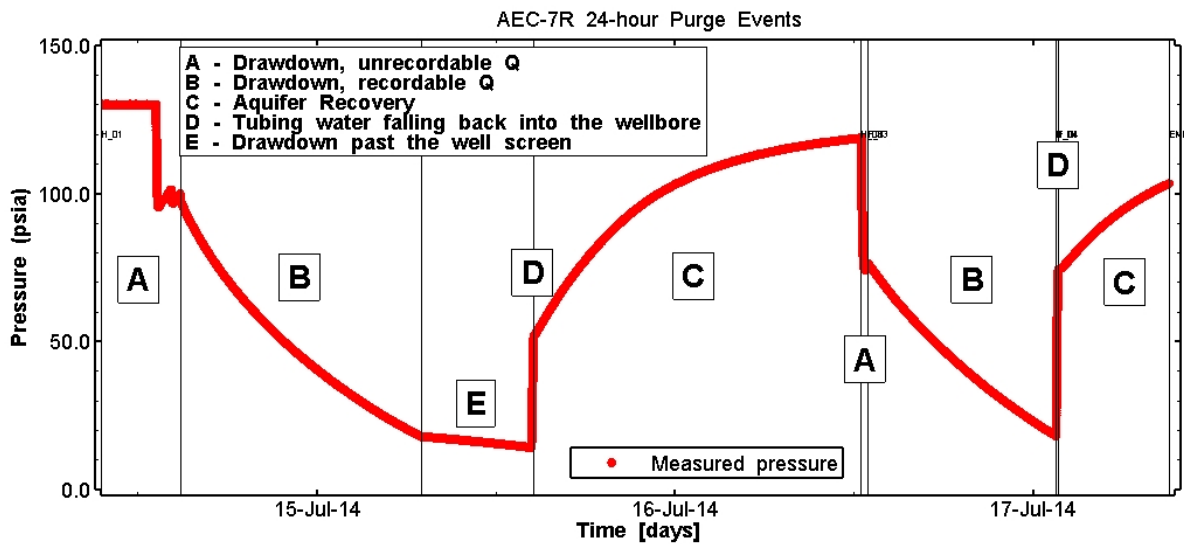 AEC-7R 24-hour Purge Events
150.0
A - Drawdown, unrecordable Q
B - Drawdown, recordable Q
C - Aquifer Recovery
D - Tubing water falling back into the wellbore
E - Drawdown past the well screen
H_01
D
100.0
A
B
D
C
B
C
Pressure (psia)
50.0
A
E
Measured pressure
0.0
15-Jul-14
16-Jul-14
17-Jul-14
Time [days]